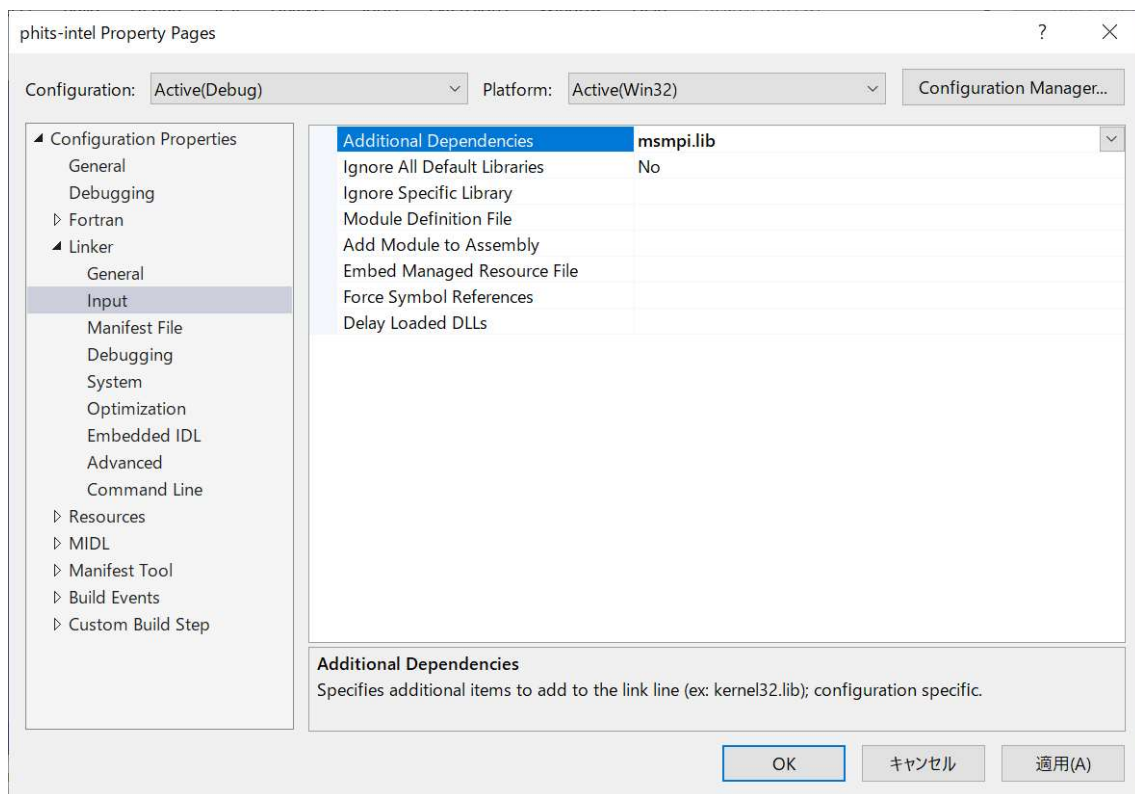 phits-intel Property Pages
Configuration: Active(Debug) Platform: Active(Win32) Configuration Manager...
Configuration Properties
General
Debugging
Fortran
Linker
General
Input
Manifest File
Debugging
System
Optimization
Embedded IDL
Advanced
Command Line
Resources
MIDL
Manifest Tool
Build Events
Custom Build Step
Additional Dependencies msmpi.lib
Ignore All Default Libraries No
Ignore Specific Library
Module Definition File
Add Module to Assembly
Embed Managed Resource File
Force Symbol References
Delay Loaded DLLs
Additional Dependencies
Specifies additional items to add to the link line (ex: kernel32.lib); configuration specific.
OK キャンセル 適用(A)